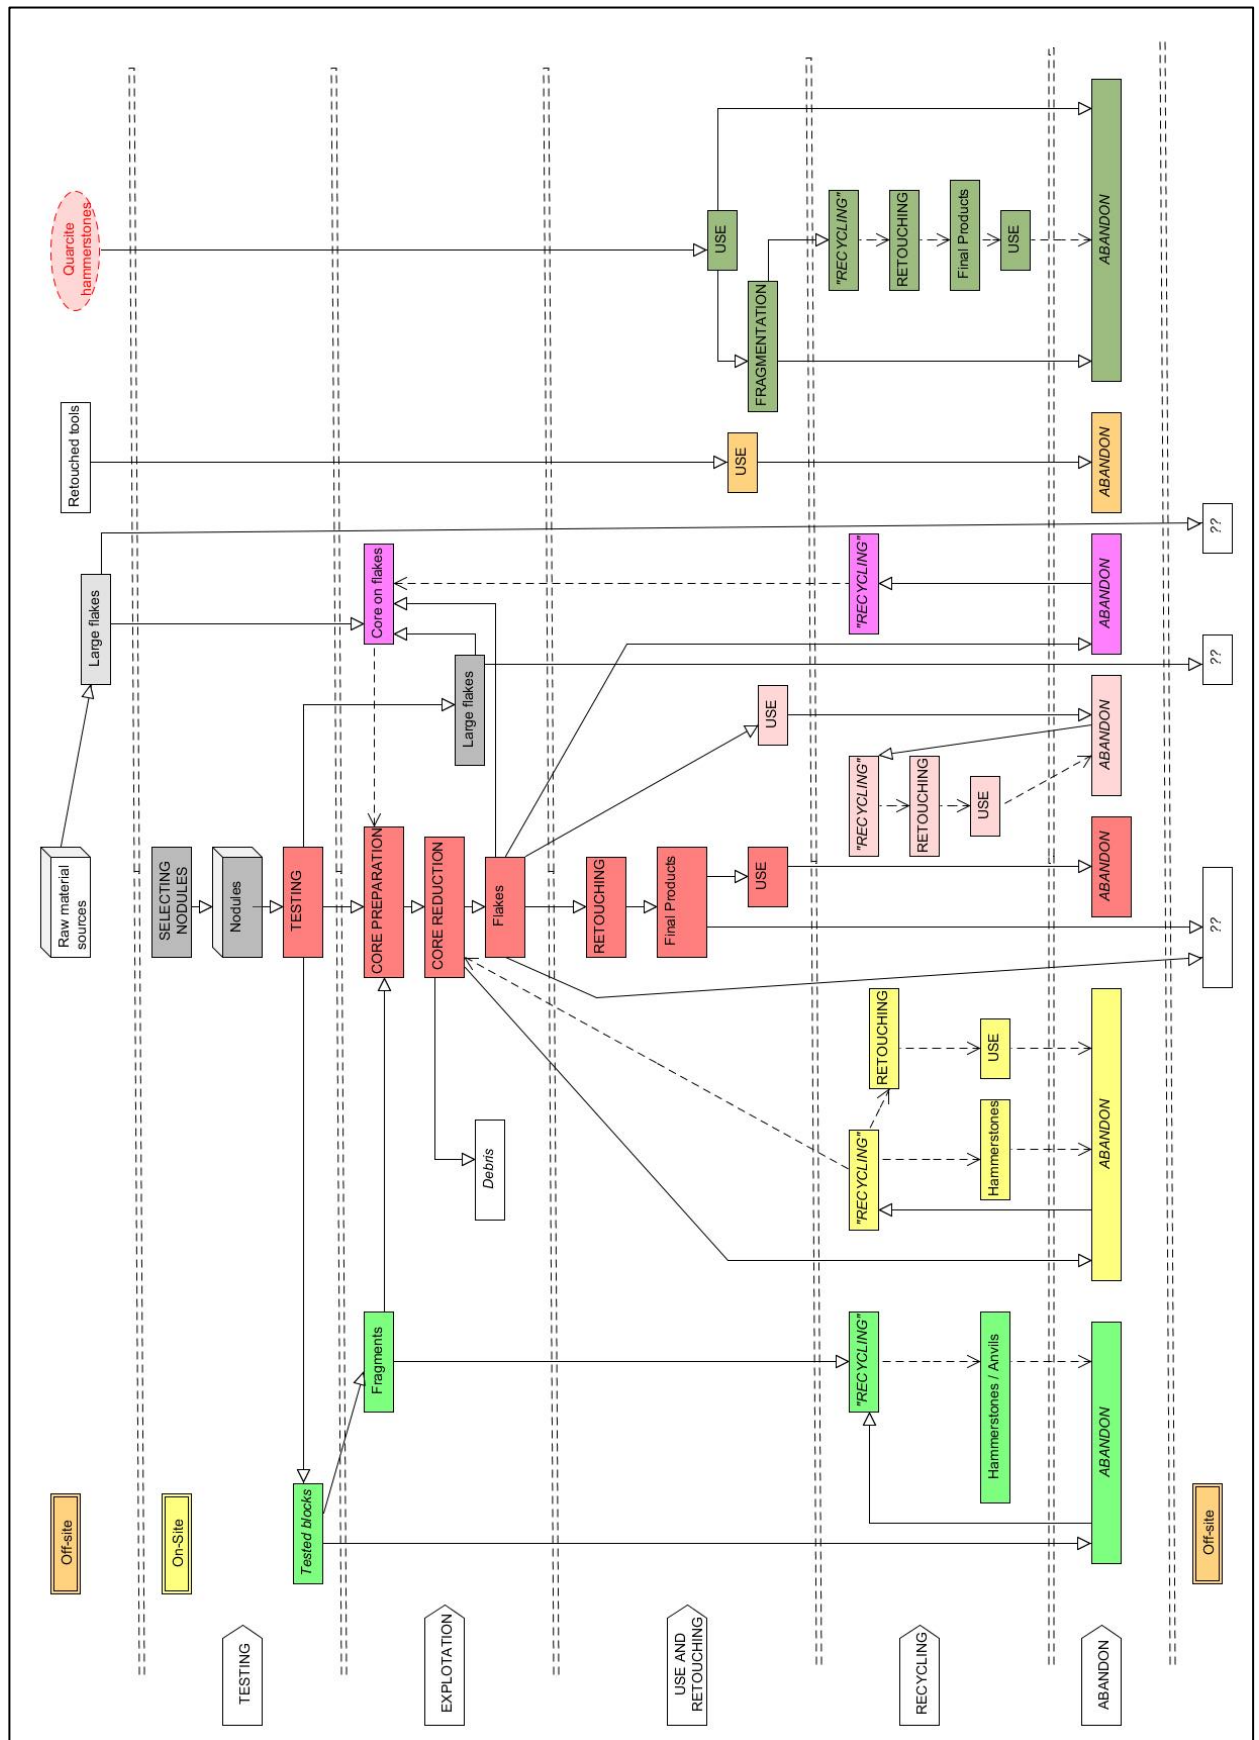 Off-site
Raw material
sources
Large flakes
Retouched tools
Quarcite
hammerstones
On-Site
TESTING
SELECTING
NODULES
Nodules
TESTING
Tested blocks
EXPLOTATION
Fragments
CORE PREPARATION
Core on flakes
CORE REDUCTION
Large flakes
Debris
Flakes
USE AND
RETOUCHING
RETOUCHING
Final Products
USE
USE
USE
USE
FRAGMENTATION
RECYCLING
"RECYCLING"
Hammerstones / Anvils
"RECYCLING"
RETOUCHING
Hammerstones
USE
"RECYCLING"
RETOUCHING
USE
"RECYCLING"
"RECYCLING"
RETOUCHING
Final Products
USE
ABANDON
ABANDON
ABANDON
ABANDON
ABANDON
ABANDON
ABANDON
ABANDON
Off-site
??
??
??